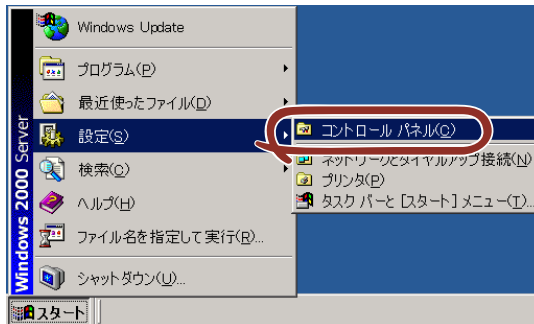 Windows Update
プログラム(P)
最近使ったファイル(D)
設定(S)
検索(C)
ヘルプ(H)
ファイル名を指定して実行(R)...
シャットダウン(U)...
Windows 2000 Server
コントロール パネル(C)
ネットワークとダイヤルアップ接続(N)
プリンタ(P)
タスク バーと [スタート] メニュー(T)...
スタート